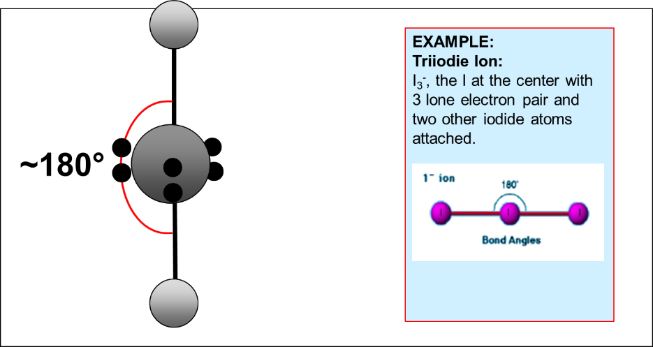 ~180°
EXAMPLE:
Triiodie Ion:
I3-, the I at the center with
3 lone electron pair and
two other iodide atoms
attached.
1- ion
180°
I I I
Bond Angles